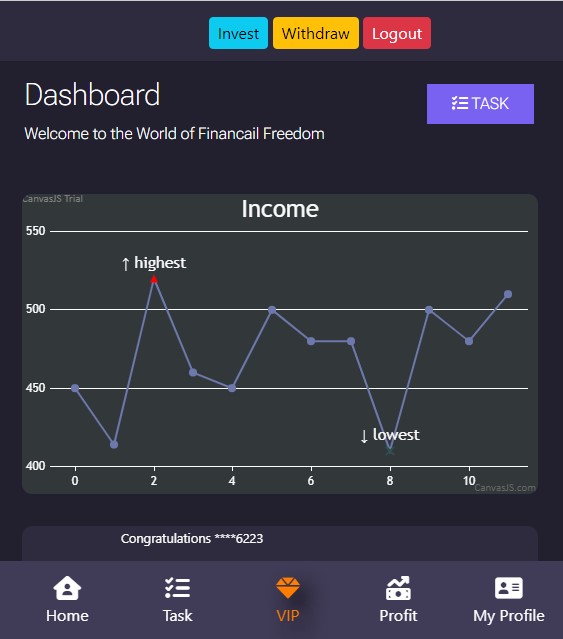 Invest Withdraw Logout
Dashboard
TASK
Welcome to the World of Financail Freedom
CanvasJS Trial
Income
550
↑ highest
500
450
↓ lowest
400
0 2 4 6 8 10
CanvasJS.com
Congratulations ****6223
Home Task VIP Profit My Profile